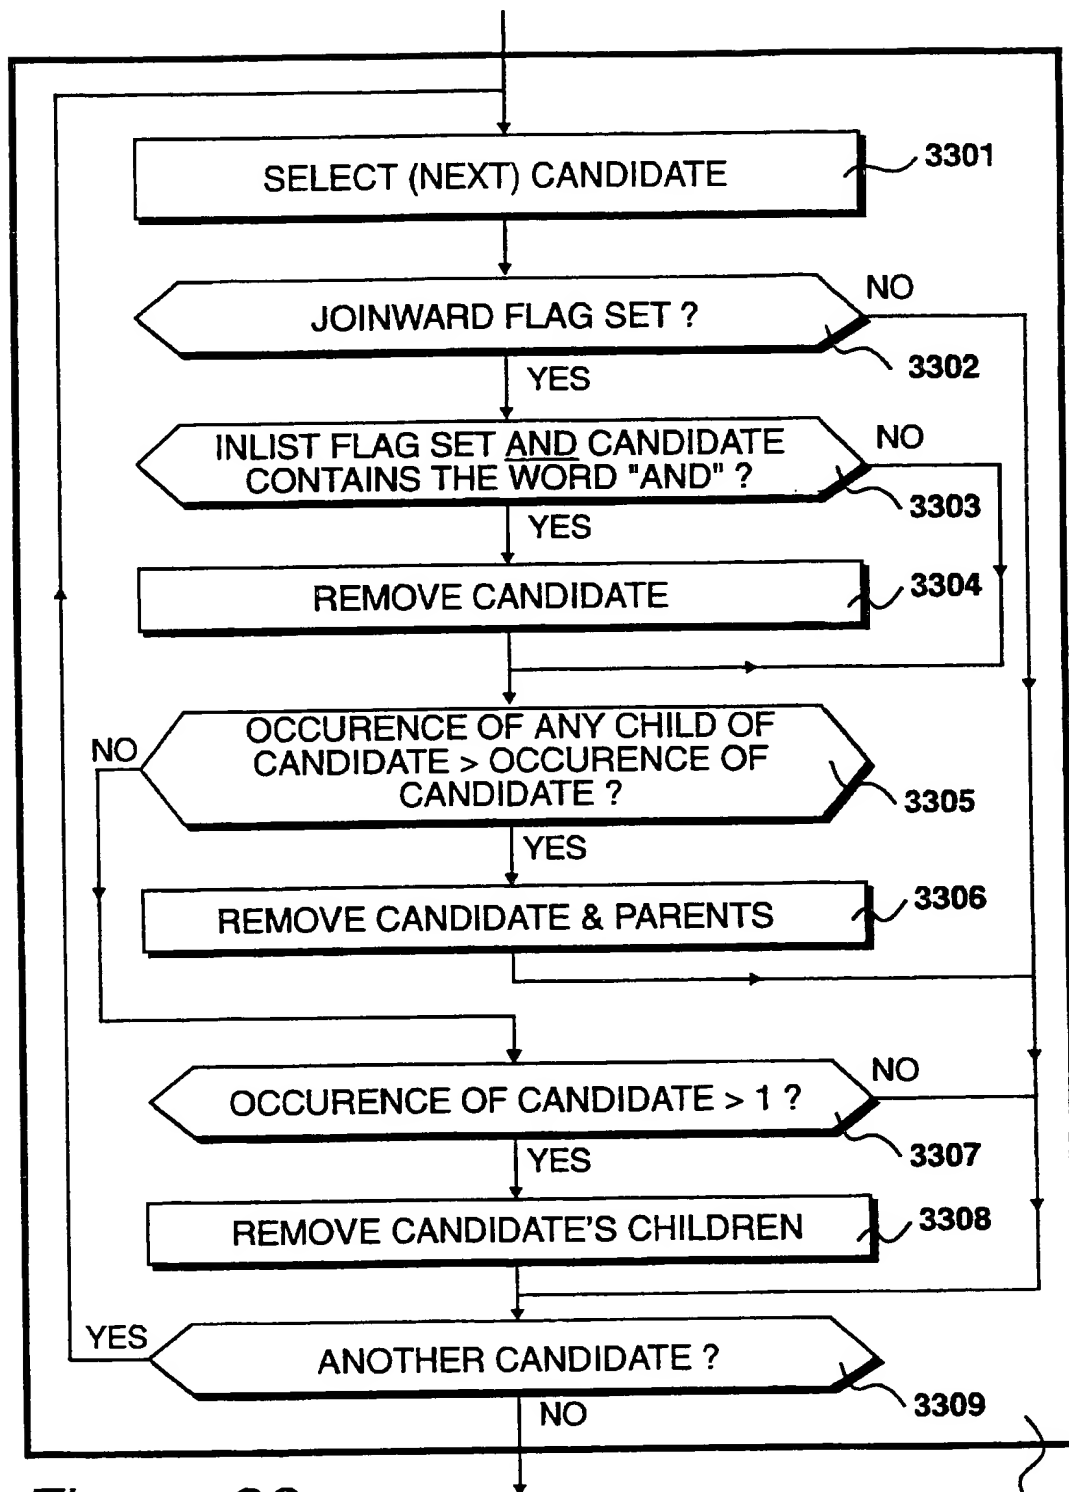 SELECT (NEXT) CANDIDATE
3301
JOINWARD FLAG SET ?
NO
3302
YES
INLIST FLAG SET AND CANDIDATE
CONTAINS THE WORD "AND" ?
NO
3303
YES
REMOVE CANDIDATE
3304
OCCURENCE OF ANY CHILD OF
CANDIDATE > OCCURENCE OF
CANDIDATE ?
NO
3305
YES
REMOVE CANDIDATE & PARENTS
3306
OCCURENCE OF CANDIDATE > 1 ?
NO
3307
YES
REMOVE CANDIDATE'S CHILDREN
3308
ANOTHER CANDIDATE ?
YES
3309
NO